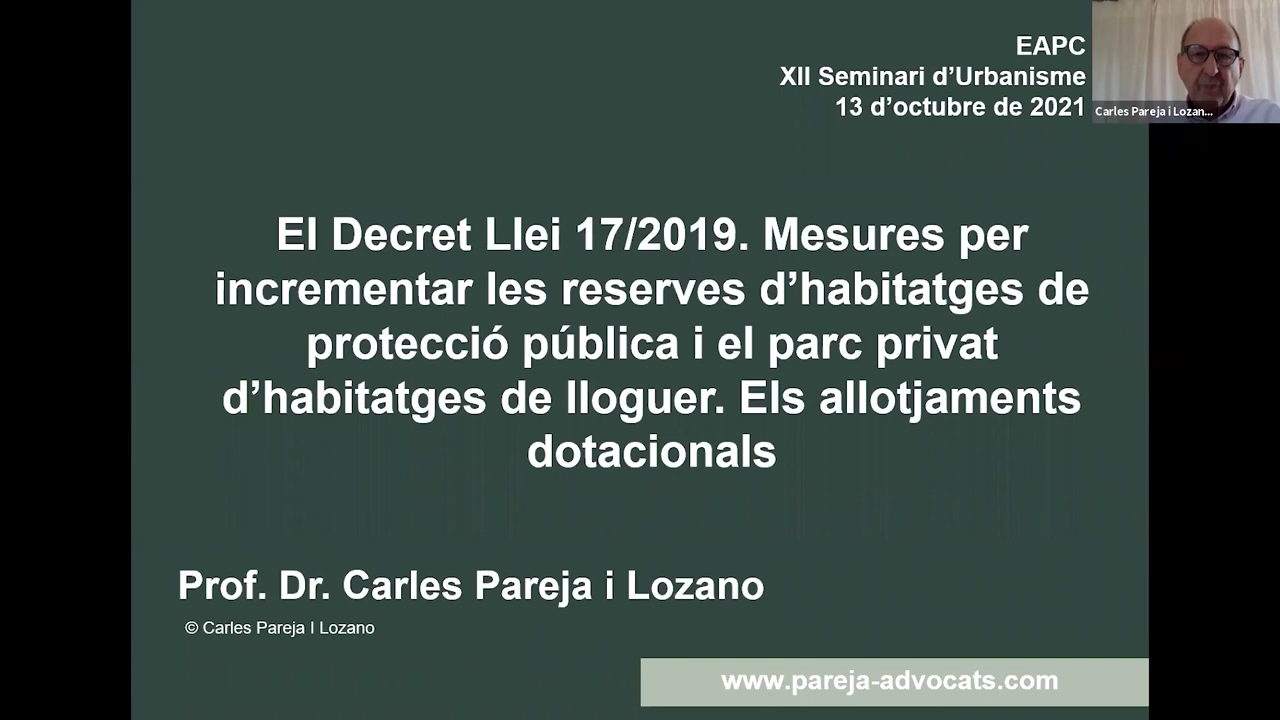 EAPC
XII Seminari d’Urbanisme
13 d’octubre de 2021
Carles Pareja i Lozan...
El Decret Llei 17/2019. Mesures per
incrementar les reserves d’habitatges de
protecció pública i el parc privat
d’habitatges de lloguer. Els allotjaments
dotacionals
Prof. Dr. Carles Pareja i Lozano
© Carles Pareja I Lozano
www.pareja-advocats.com